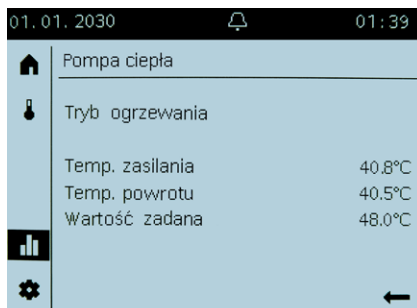 01.01.2030 01:39
Pompa ciepła
Tryb ogrzewania
Temp. zasilania 40.8°C
Temp. powrotu 40.5°C
Wartość zadana 48.0°C